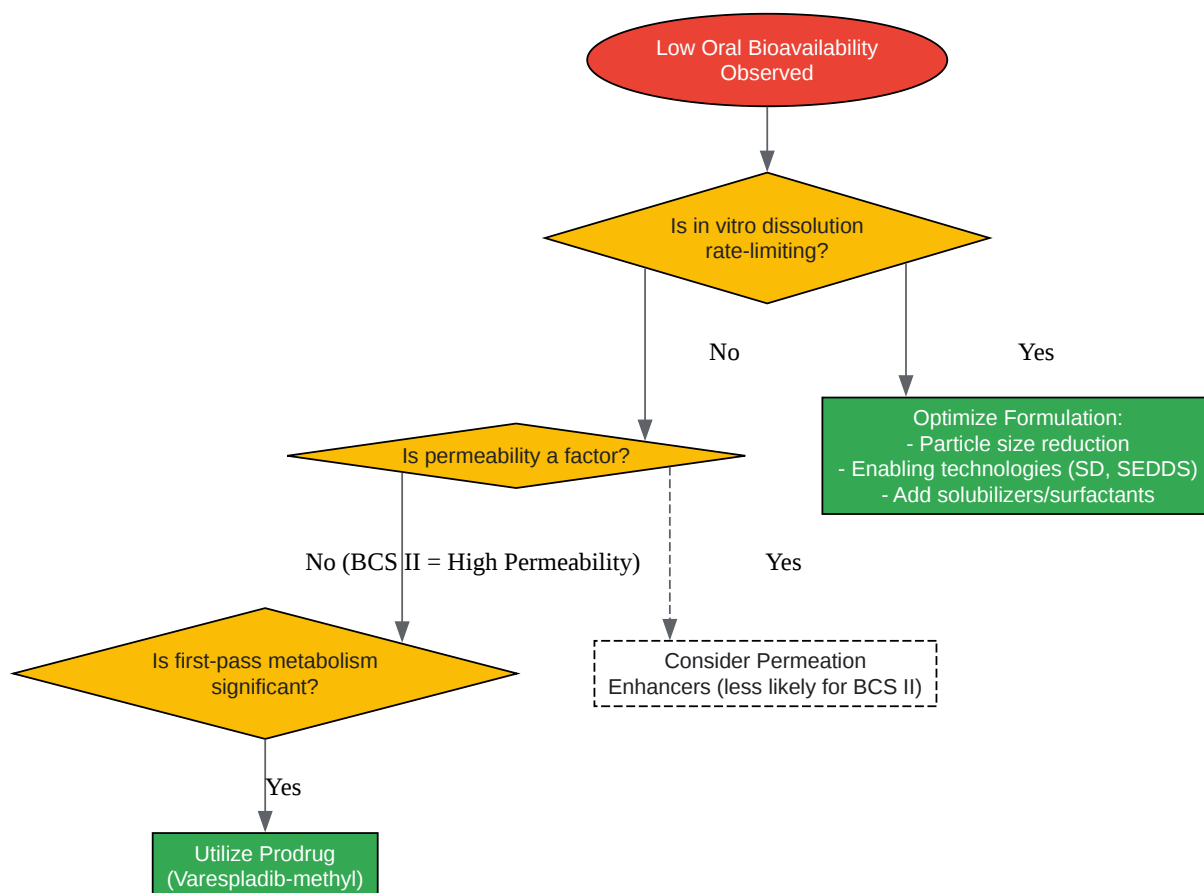 Low Oral Bioavailability
Observed
Is in vitro dissolution
rate-limiting?
No
Yes
Optimize Formulation:
- Particle size reduction
- Enabling technologies (SD, SEDDS)
- Add solubilizers/surfactants
Is permeability a factor?
No (BCS II = High Permeability)
Yes
Is first-pass metabolism
significant?
Consider Permeation
Enhancers (less likely for BCS II)
Yes
Utilize Prodrug
(Varespladib-methyl)